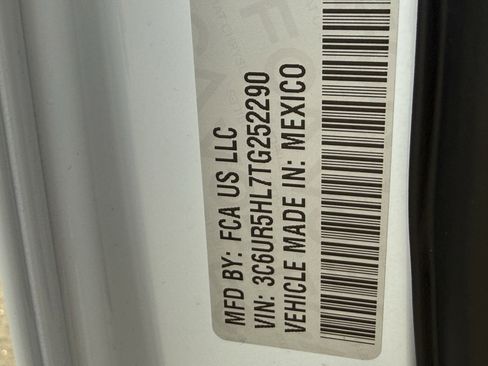 MFD BY: FCA US LLC
VIN: 3C6UR5HL7TG252290
VEHICLE MADE IN: MEXICO